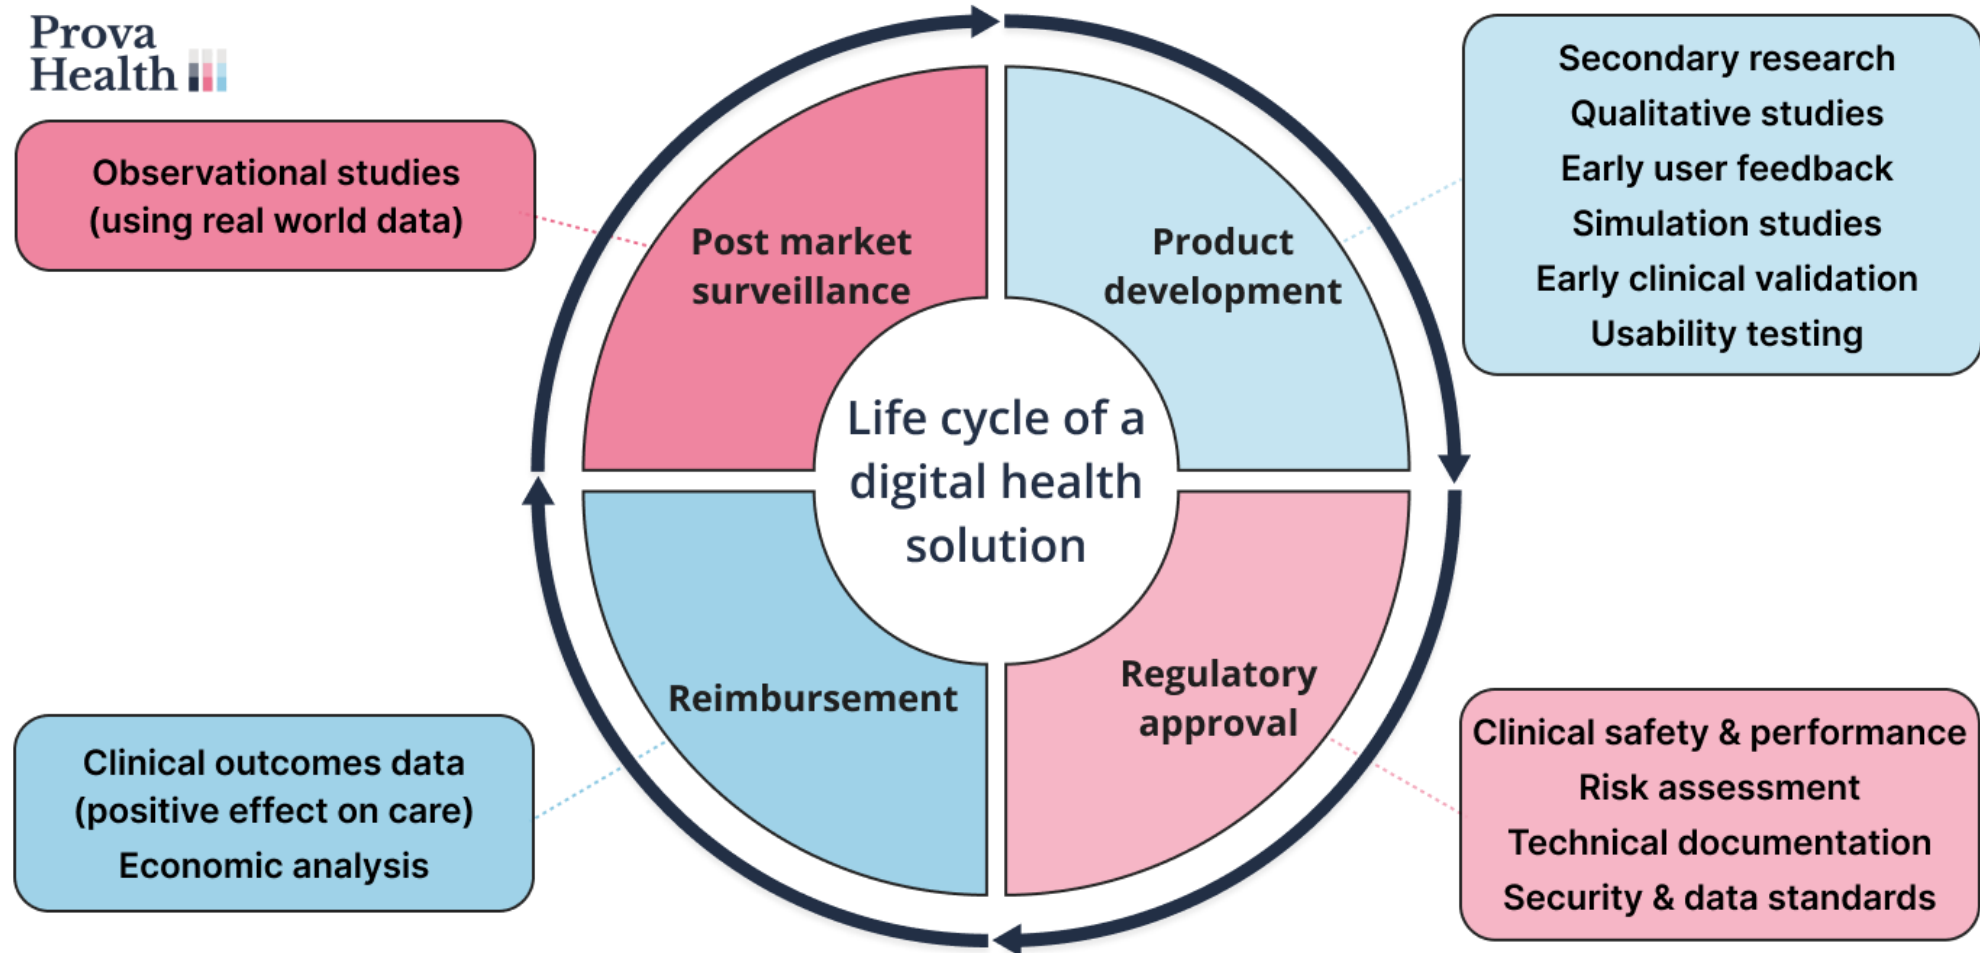 Prova
Health
Observational studies
(using real world data)
Post market
surveillance
Product
development
Secondary research
Qualitative studies
Early user feedback
Simulation studies
Early clinical validation
Usability testing
Life cycle of a
digital health
solution
Reimbursement
Regulatory
approval
Clinical outcomes data
(positive effect on care)
Economic analysis
Clinical safety & performance
Risk assessment
Technical documentation
Security & data standards